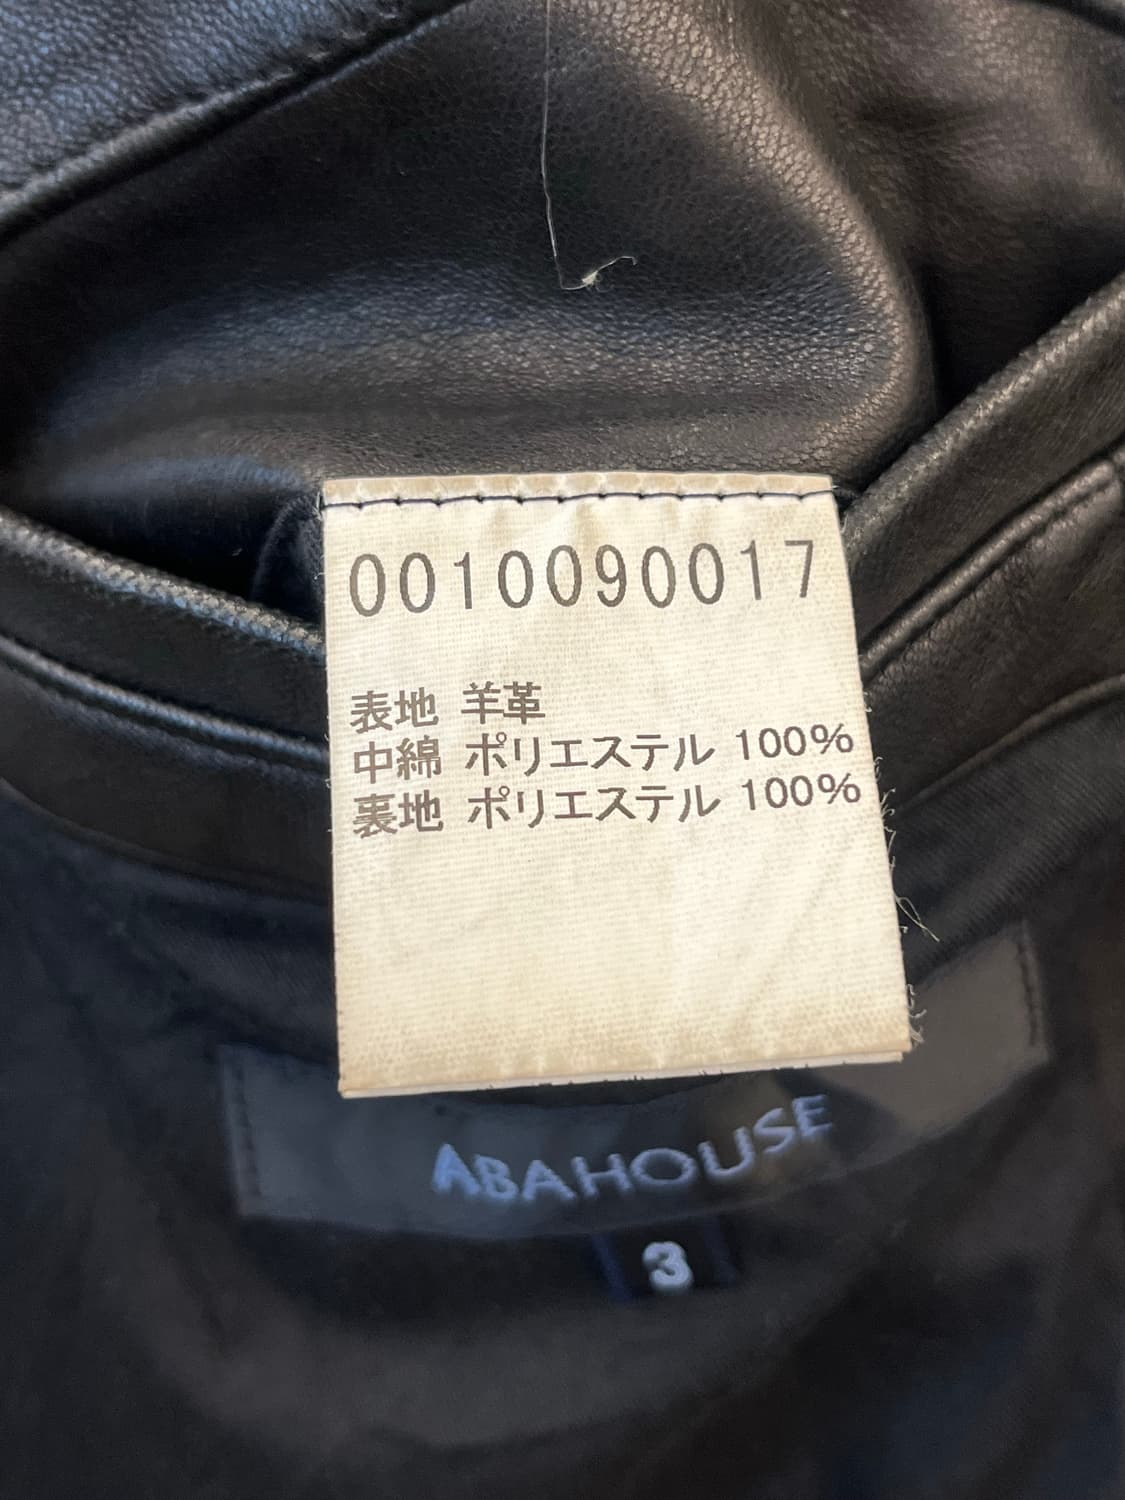 0010090017
表地 羊革
中綿 ポリエステル 100%
裏地 ポリエステル 100%
ABAHOUSE
3